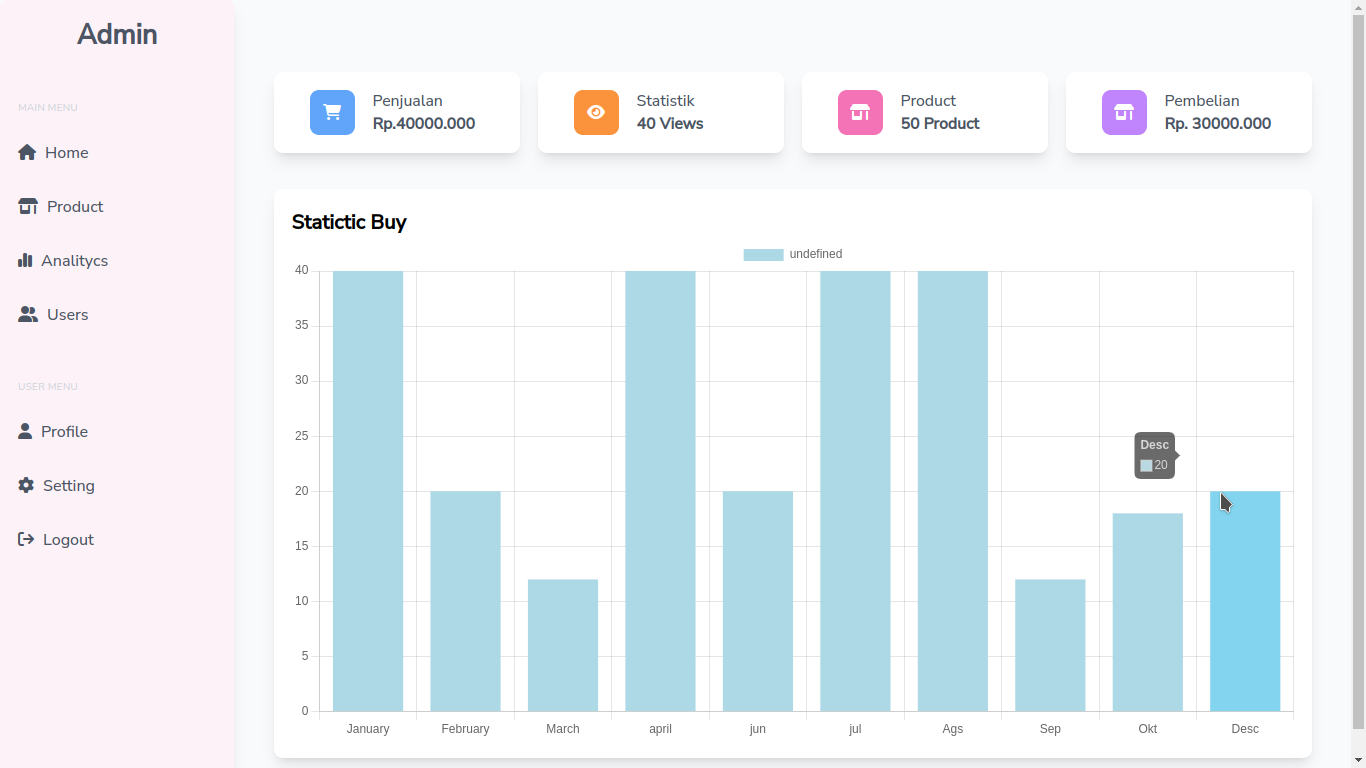 Admin
MAIN MENU
Home
Product
Analitycs
Users
USER MENU
Profile
Setting
Logout
Penjualan
Rp.40000.000
Statistik
40 Views
Product
50 Product
Pembelian
Rp. 30000.000
Statictic Buy
undefined
40
35
30
25
20
15
10
5
0
Desc
20
January February March april jun jul Ags Sep Okt Desc